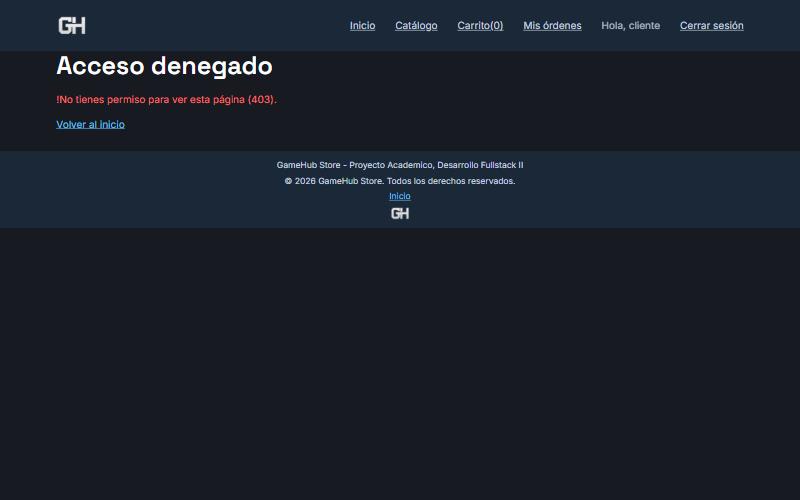 GH
Inicio Catálogo Carrito(0) Mis órdenes Hola, cliente Cerrar sesión
Acceso denegado
!No tienes permiso para ver esta página (403).
Volver al inicio
GameHub Store - Proyecto Academico, Desarrollo Fullstack II
© 2026 GameHub Store. Todos los derechos reservados.
Inicio
GH